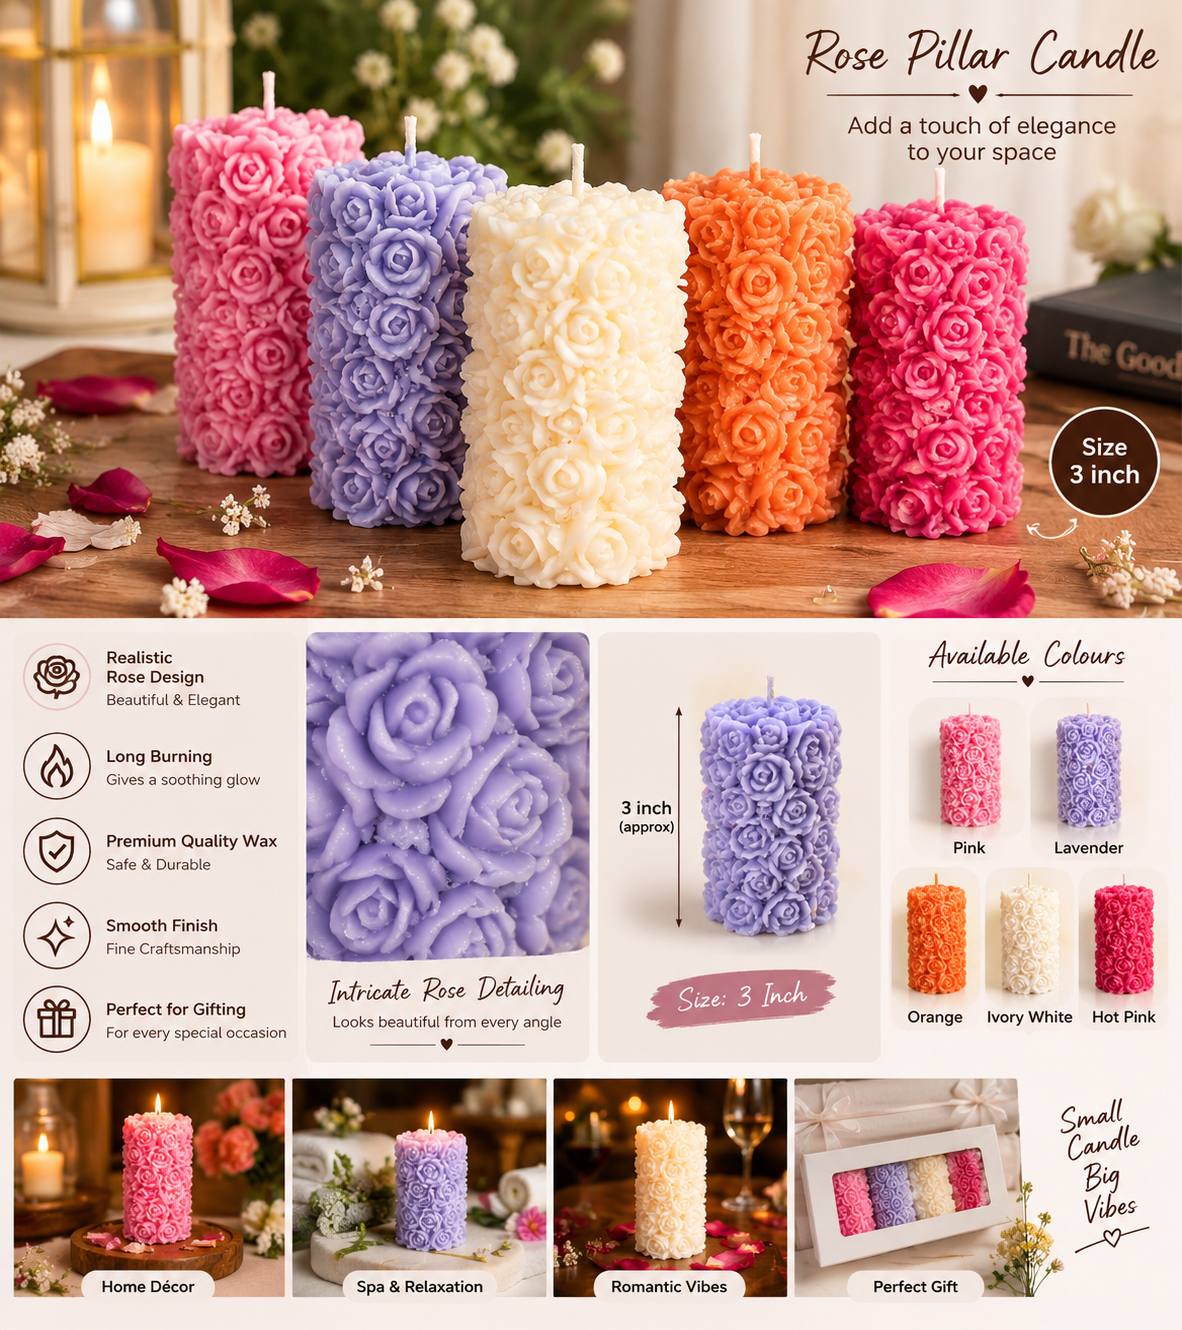 Rose Pillar Candle
Add a touch of elegance
to your space
The Good
Size
3 inch
Realistic
Rose Design
Beautiful & Elegant
Long Burning
Gives a soothing glow
Premium Quality Wax
Safe & Durable
Smooth Finish
Fine Craftsmanship
Perfect for Gifting
For every special occasion
Intricate Rose Detailing
Looks beautiful from every angle
3 inch
(approx)
Size: 3 Inch
Available Colours
Pink
Lavender
Orange
Ivory White
Hot Pink
Home Décor
Spa & Relaxation
Romantic Vibes
Perfect Gift
Small
Candle
Big
Vibes